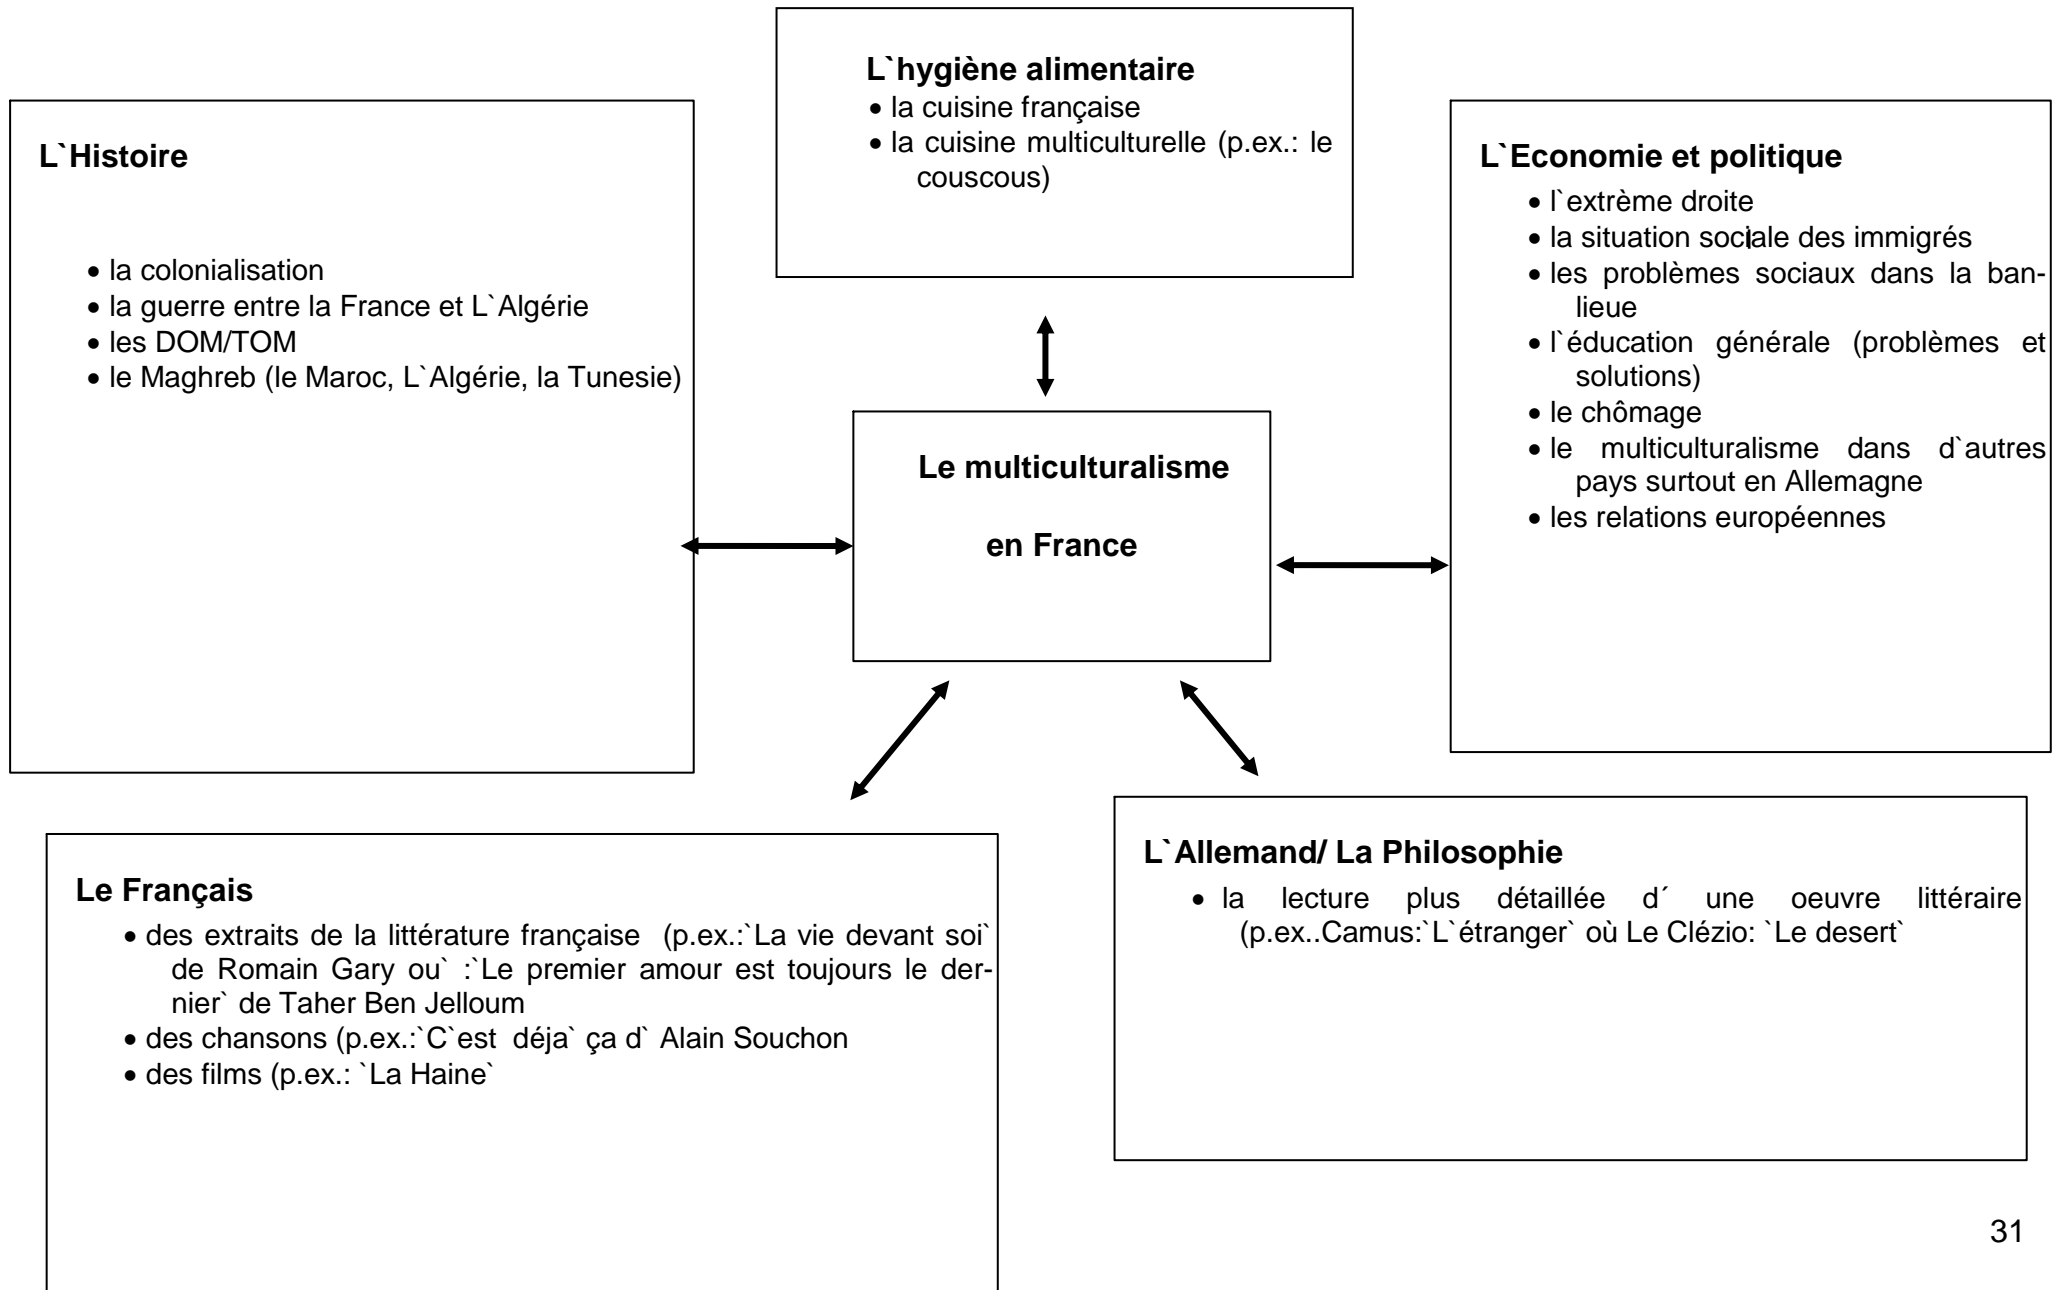 L`hygiène alimentaire
• la cuisine française
• la cuisine multiculturelle (p.ex.: le
couscous)
L`Histoire
• la colonialisation
• la guerre entre la France et L`Algérie
• les DOM/TOM
• le Maghreb (le Maroc, L`Algérie, la Tunesie)
L`Economie et politique
• l`extrème droite
• la situation sociale des immigrés
• les problèmes sociaux dans la ban-
lieue
• l`éducation générale (problèmes et
solutions)
• le chômage
• le multiculturalisme dans d`autres
pays surtout en Allemagne
• les relations européennes
Le multiculturalisme
en France
Le Français
• des extraits de la littérature française (p.ex.:`La vie devant soi`
de Romain Gary ou` :`Le premier amour est toujours le der-
nier` de Taher Ben Jelloum
• des chansons (p.ex.:`C`est déja` ça d` Alain Souchon
• des films (p.ex.: `La Haine`
L`Allemand/ La Philosophie
• la lecture plus détaillée d´ une oeuvre littéraire
(p.ex..Camus:`L`étranger` où Le Clézio: `Le desert`
31